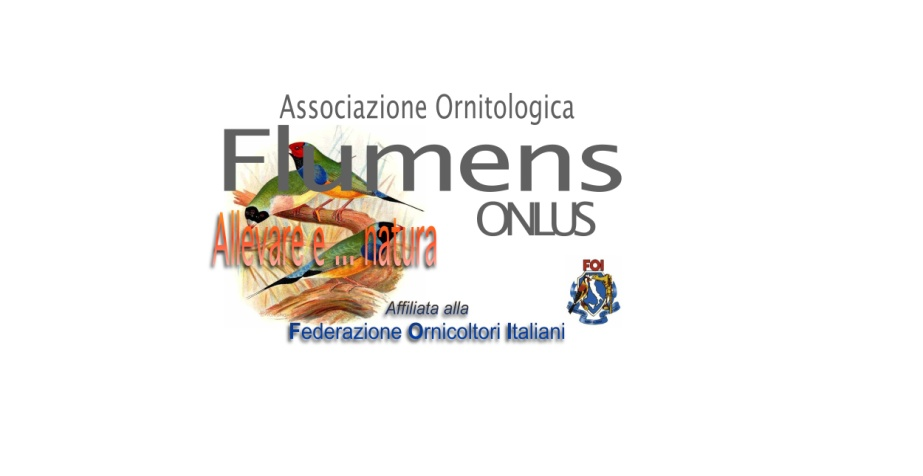 Associazione Ornitologica
Flumens
ONLUS
Allevare e ... natura
FOI
Affiliata alla
Federazione Ornicoltori Italiani